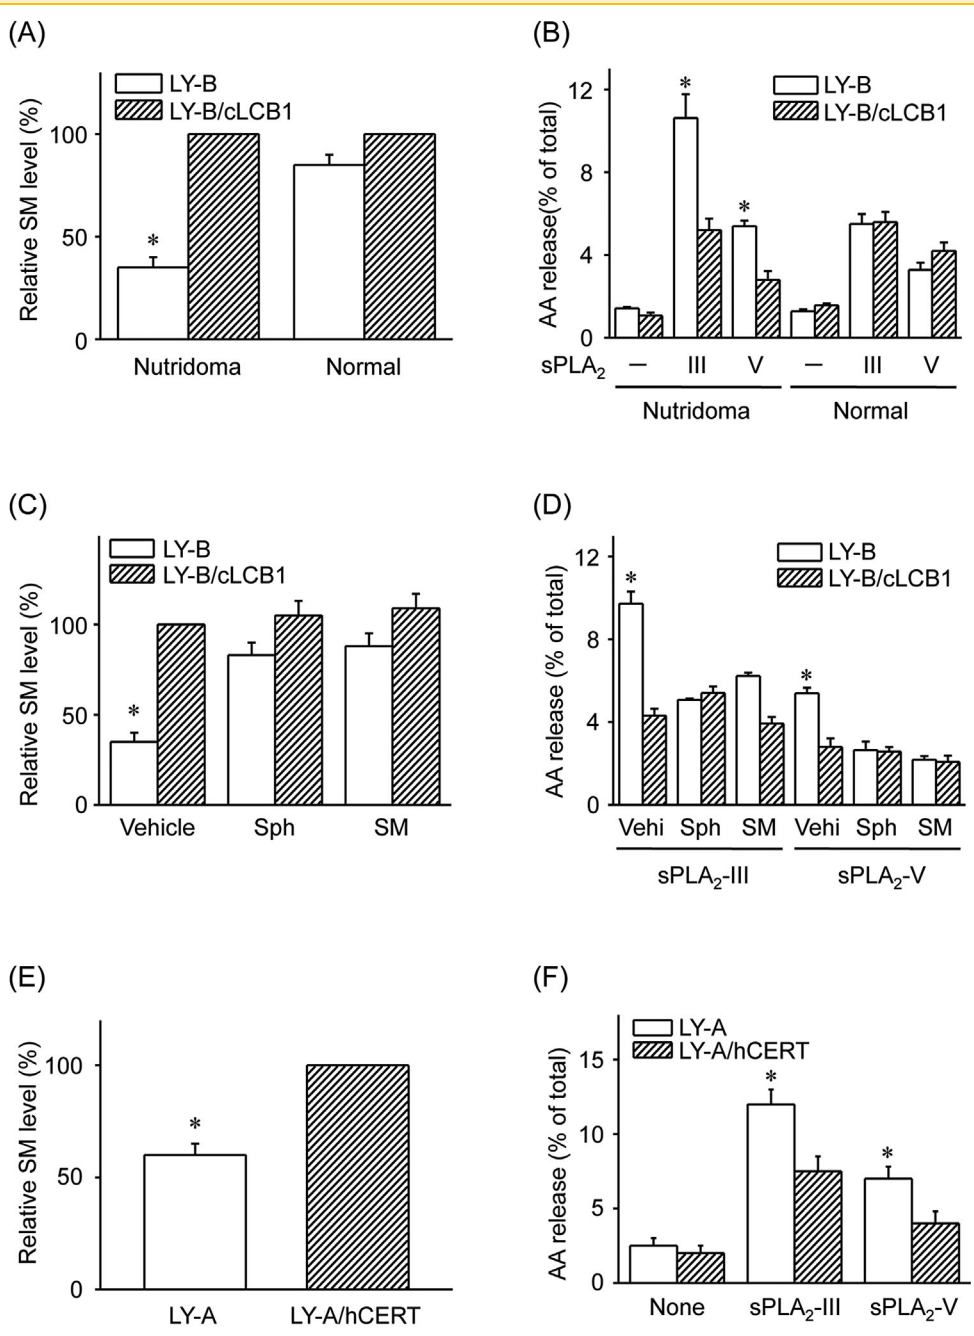 (A)
LY-B
LY-B/cLCB1
Relative SM level (%)
100
50
0
*
Nutridoma Normal
(B)
LY-B
LY-B/cLCB1
AA release(% of total)
12
8
4
0
*
*
sPLA2 – III V – III V
Nutridoma Normal
(C)
LY-B
LY-B/cLCB1
Relative SM level (%)
100
50
0
*
Vehicle Sph SM
(D)
LY-B
LY-B/cLCB1
AA release (% of total)
12
8
4
0
*
*
Vehi Sph SM Vehi Sph SM
sPLA2-III sPLA2-V
(E)
Relative SM level (%)
100
50
0
*
LY-A LY-A/hCERT
(F)
LY-A
LY-A/hCERT
AA release (% of total)
15
10
5
0
*
*
None sPLA2-III sPLA2-V